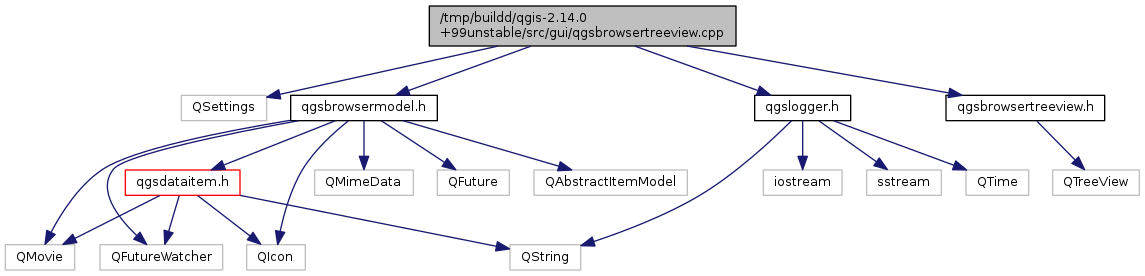 /tmp/buildd/qgis-2.14.0
+99unstable/src/gui/qgsbrowsertreeview.cpp
QSettings
qgsbrowsermodel.h
qgslogger.h
qgsbrowsertreeview.h
qgsdataitem.h
QMimeData
QFuture
QAbstractItemModel
iostream
sstream
QTime
QTreeView
QMovie
QFutureWatcher
QIcon
QString